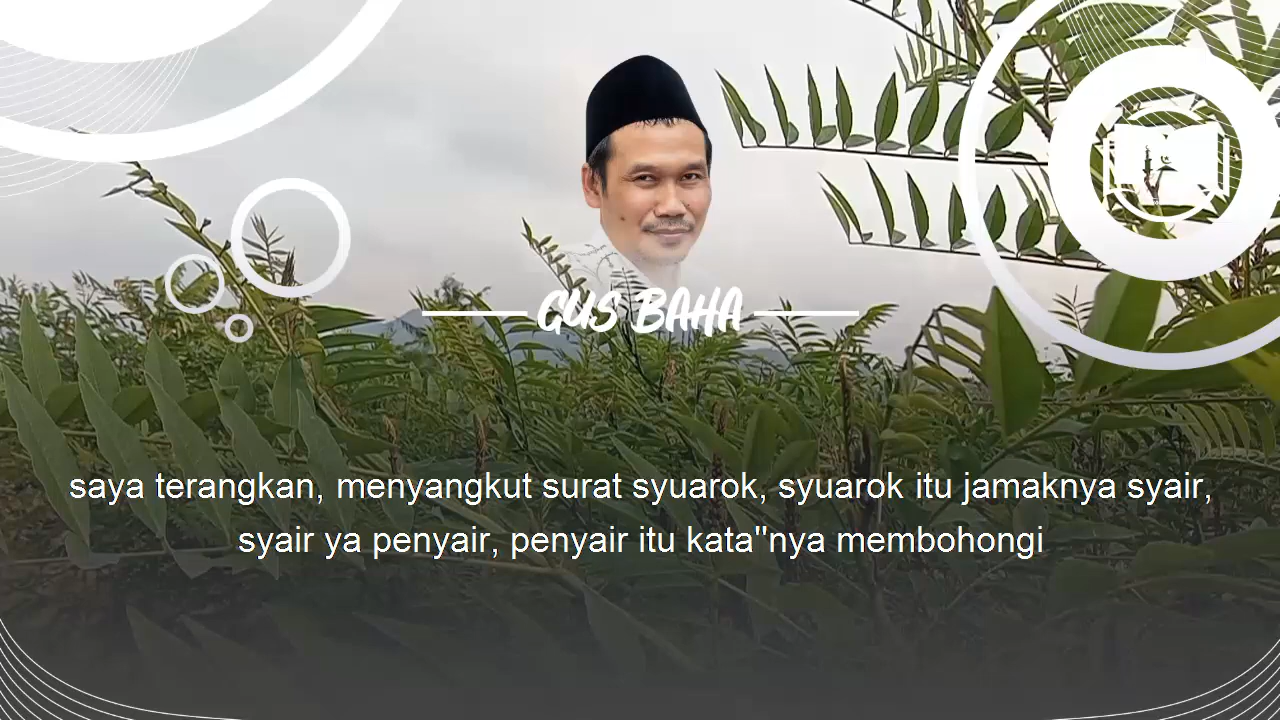 GUS BAHA
saya terangkan, menyangkut surat syuarok, syuarok itu jamaknya syair,
syair ya penyair, penyair itu kata''nya membohongi